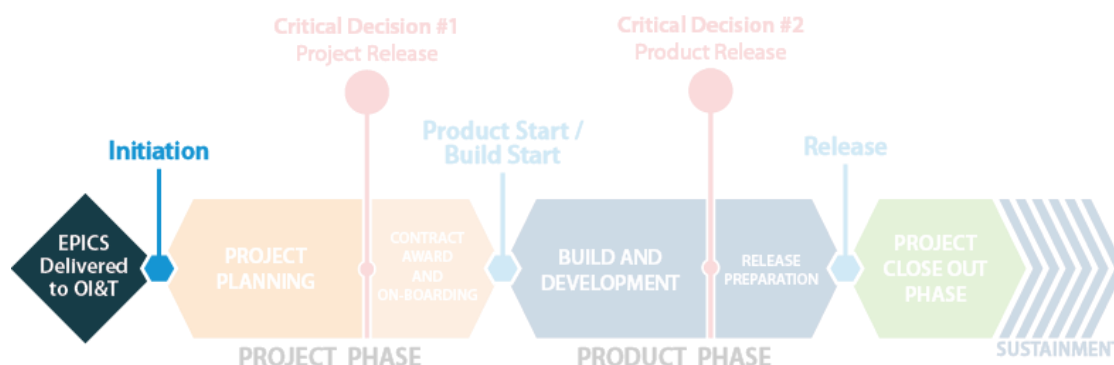 Critical Decision #1
Project Release
Critical Decision #2
Product Release
Initiation
Product Start /
Build Start
Release
EPICS
Delivered
to OI&T
PROJECT
PLANNING
CONTRACT
AWARD
AND
ON-BOARDING
BUILD AND
DEVELOPMENT
RELEASE
PREPARATION
PROJECT
CLOSE OUT
PHASE
PROJECT PHASE
PRODUCT PHASE
SUSTAINMENT